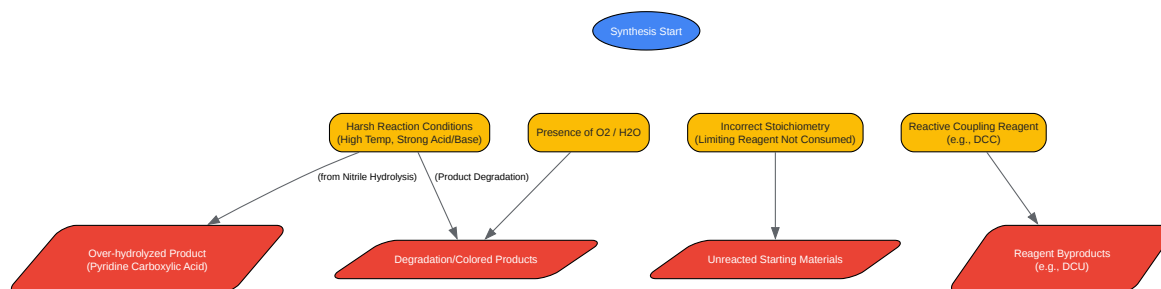 Synthesis Start
Harsh Reaction Conditions
(High Temp, Strong Acid/Base)
Presence of O2 / H2O
Incorrect Stoichiometry
(Limiting Reagent Not Consumed)
Reactive Coupling Reagent
(e.g., DCC)
(from Nitrile Hydrolysis)
(Product Degradation)
Over-hydrolyzed Product
(Pyridine Carboxylic Acid)
Degradation/Colored Products
Unreacted Starting Materials
Reagent Byproducts
(e.g., DCU)